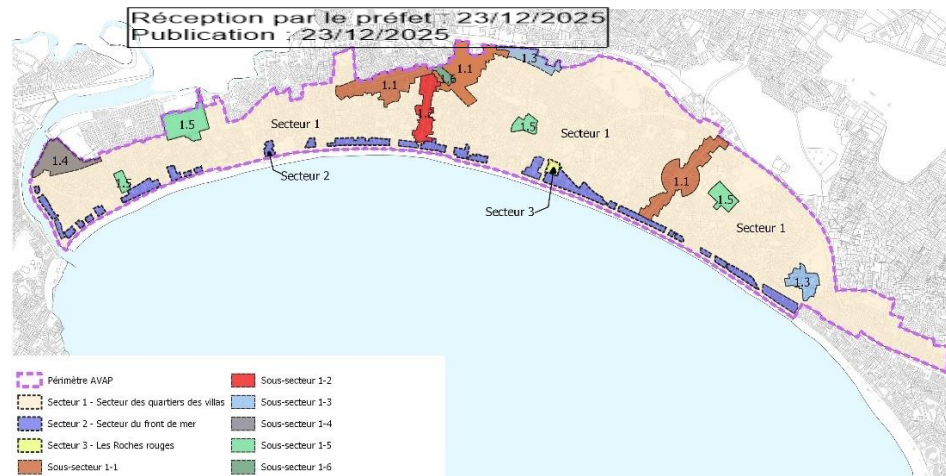 Réception par le préfet : 23/12/2025
Publication : 23/12/2025
1.3
1.1
1.6
1.1
1.5
Secteur 1
1.5
Secteur 1
1.4
1.1
1.5
Secteur 2
1.5
Secteur 3
Secteur 1
1.3
Périmètre AVAP
Secteur 1 - Secteur des quartiers des villas
Secteur 2 - Secteur du front de mer
Secteur 3 - Les Roches rouges
Sous-secteur 1-1
Sous-secteur 1-2
Sous-secteur 1-3
Sous-secteur 1-4
Sous-secteur 1-5
Sous-secteur 1-6